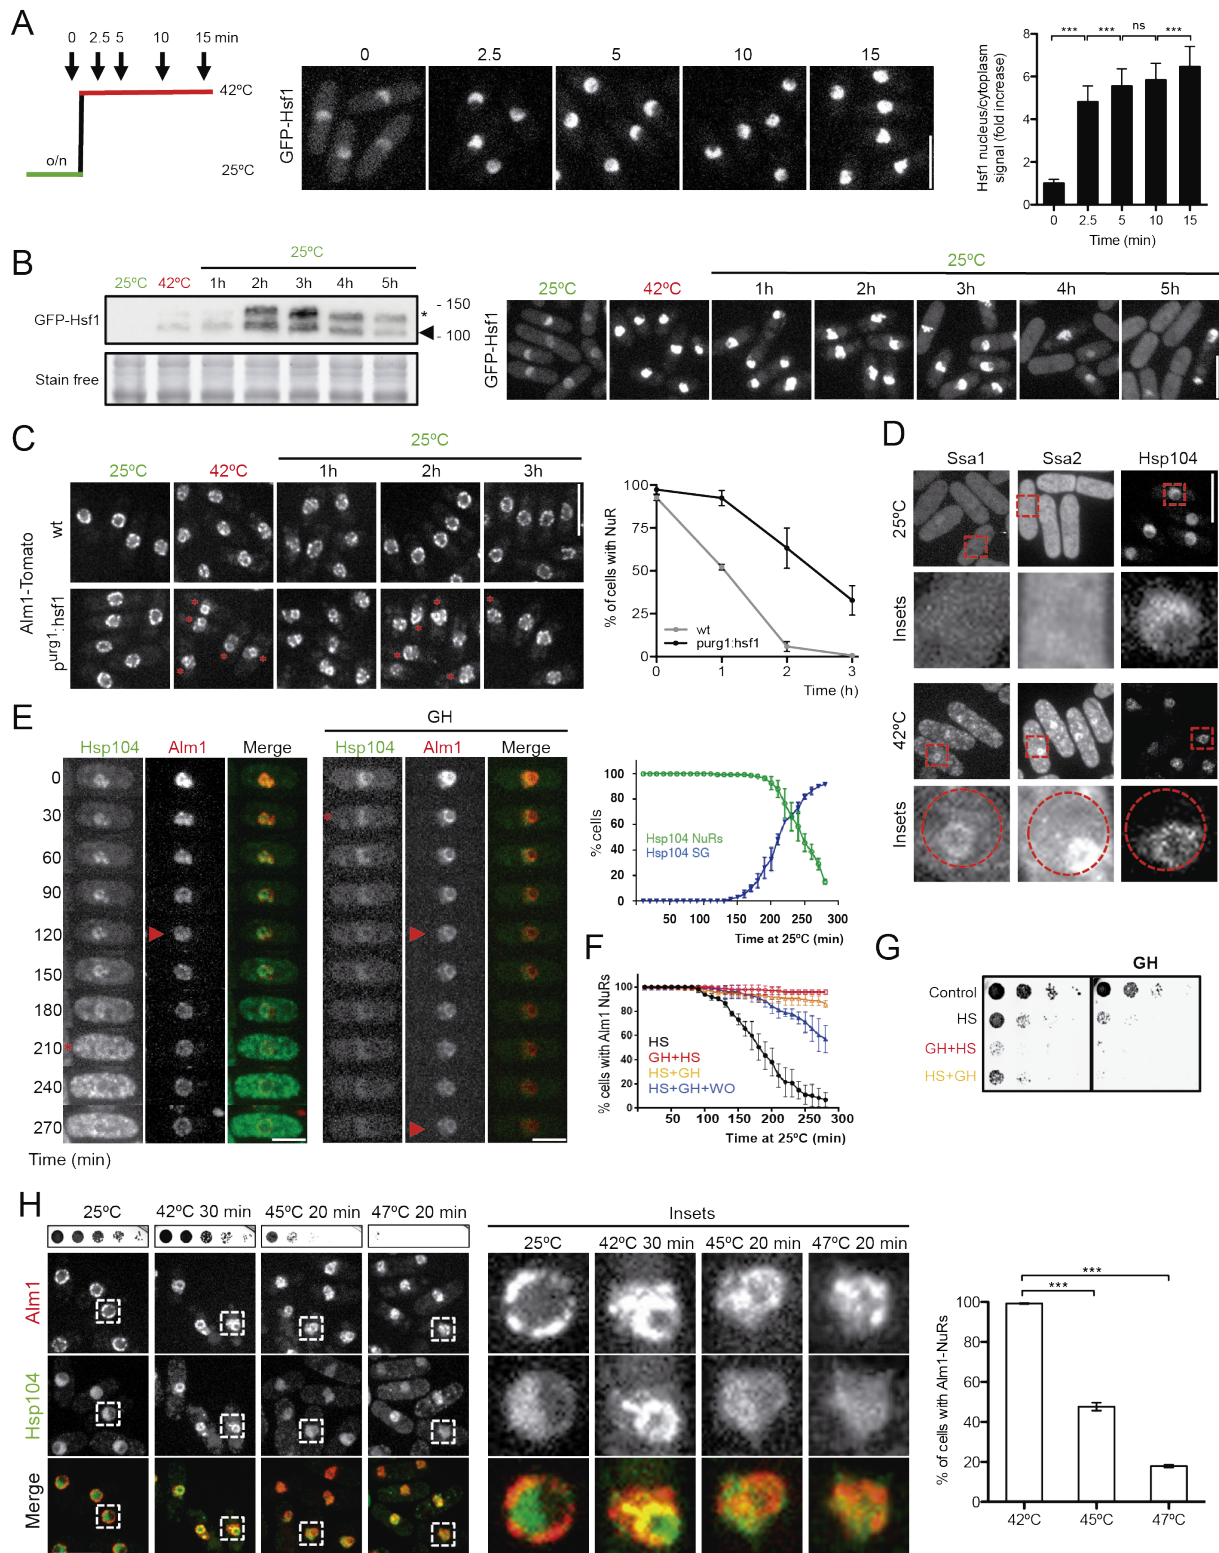 A
0 2.5 5 10 15 min
42ºC
o/n
25ºC
0 2.5 5 10 15
GFP-Hsf1
*** *** ns ***
8
6
4
2
0
Hsf1 nucleus/cytoplasm
signal (fold increase)
0 2.5 5 10 15
Time (min)
B
25ºC
25ºC 42ºC 1h 2h 3h 4h 5h
GFP-Hsf1
- 150
*
- 100
Stain free
25ºC
25ºC 42ºC 1h 2h 3h 4h 5h
GFP-Hsf1
C
25ºC
25ºC 42ºC 1h 2h 3h
Alm1-Tomato
wt
purg1:hsf1
% of cells with NuR
100
75
50
25
0
wt
purg1:hsf1
0 1 2 3
Time (h)
D
Ssa1 Ssa2 Hsp104
25ºC
Insets
42ºC
Insets
E
GH
Hsp104 Alm1 Merge Hsp104 Alm1 Merge
0
30
60
90
120
150
180
210
240
270
Time (min)
% cells
100
80
60
40
20
0
Hsp104 NuRs
Hsp104 SG
50 100 150 200 250 300
Time at 25ºC (min)
F
% cells with Alm1 NuRs
100
80
60
40
20
0
HS
GH+HS
HS+GH
HS+GH+WO
50 100 150 200 250 300
Time at 25ºC (min)
G
GH
Control
HS
GH+HS
HS+GH
H
25ºC 42ºC 30 min 45ºC 20 min 47ºC 20 min
Alm1
Hsp104
Merge
Insets
25ºC 42ºC 30 min 45ºC 20 min 47ºC 20 min
% of cells with Alm1-NuRs
***
***
100
80
60
40
20
0
42ºC 45ºC 47ºC